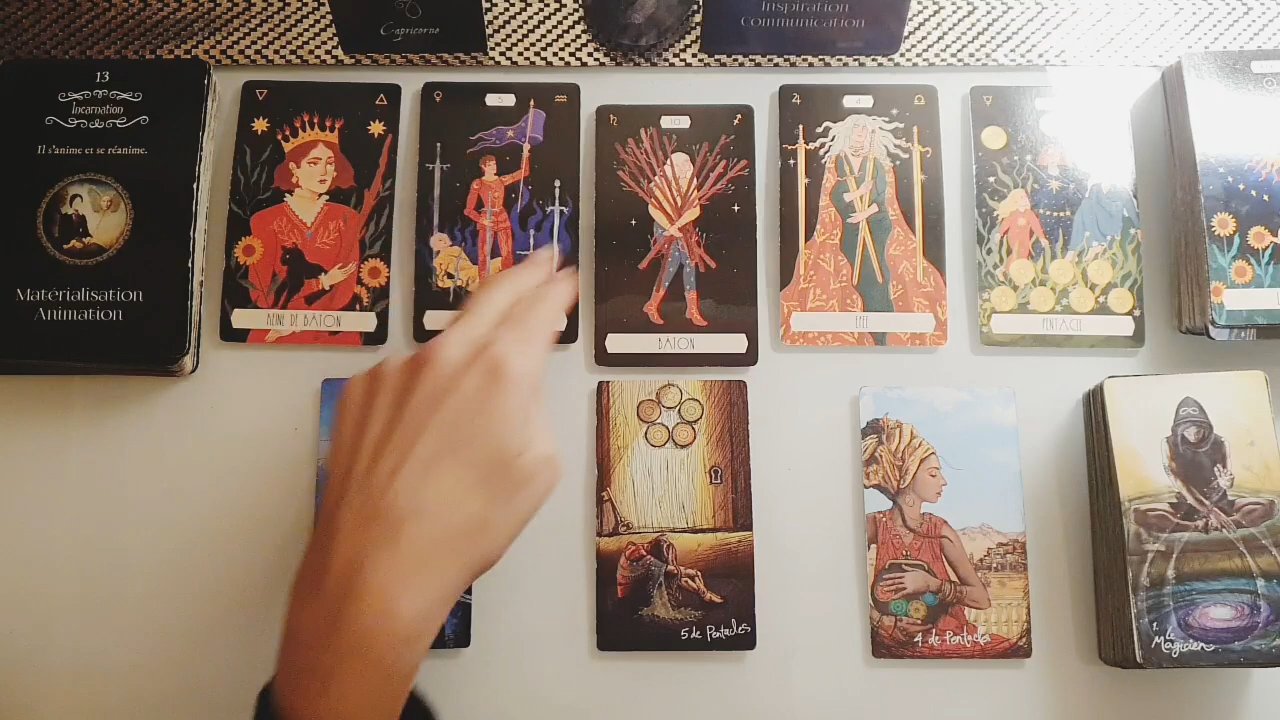 Capricorne
Inspiration
Communication
13
Incarnation
Il s'anime et se réanime.
Matérialisation
Animation
REINE DE BÂTON
5
10
BÂTON
4
ÉPÉE
PENTACLE
5 de Pentacles
4 de Pentacles
1. Le
Magicien